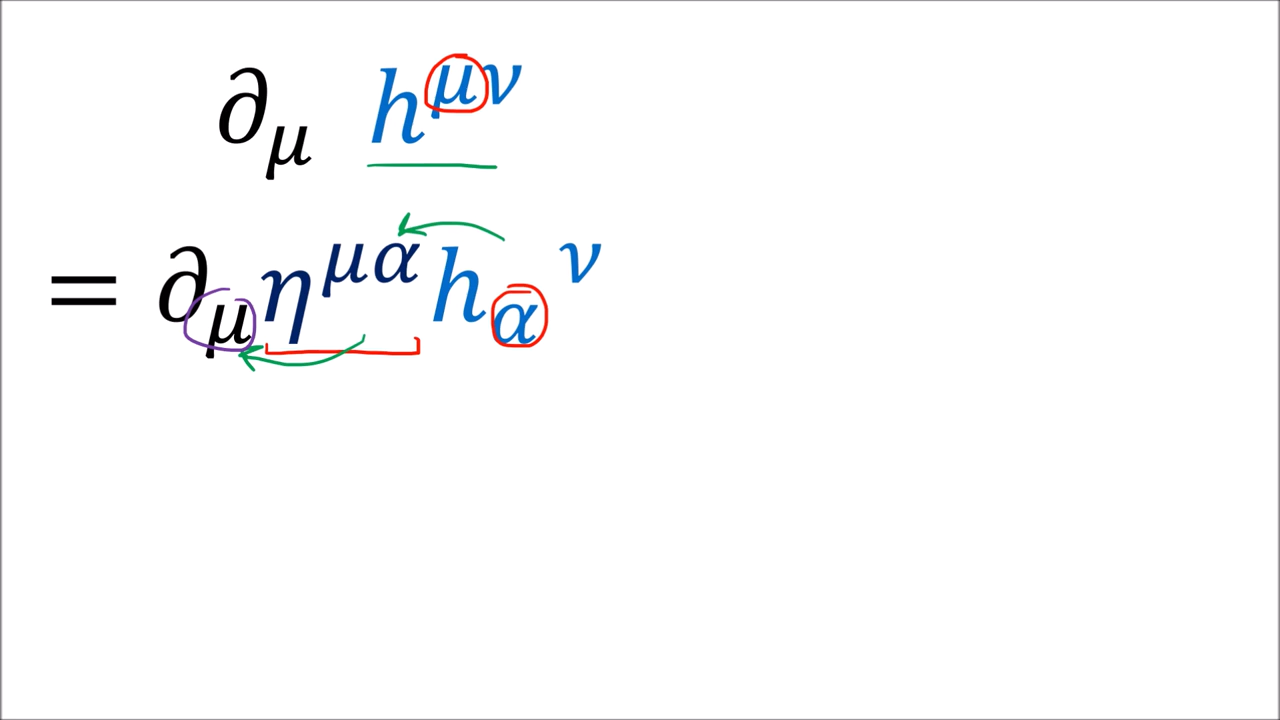 ∂_μ h^{μν}
= ∂_μ η^{μα} h_α^ν